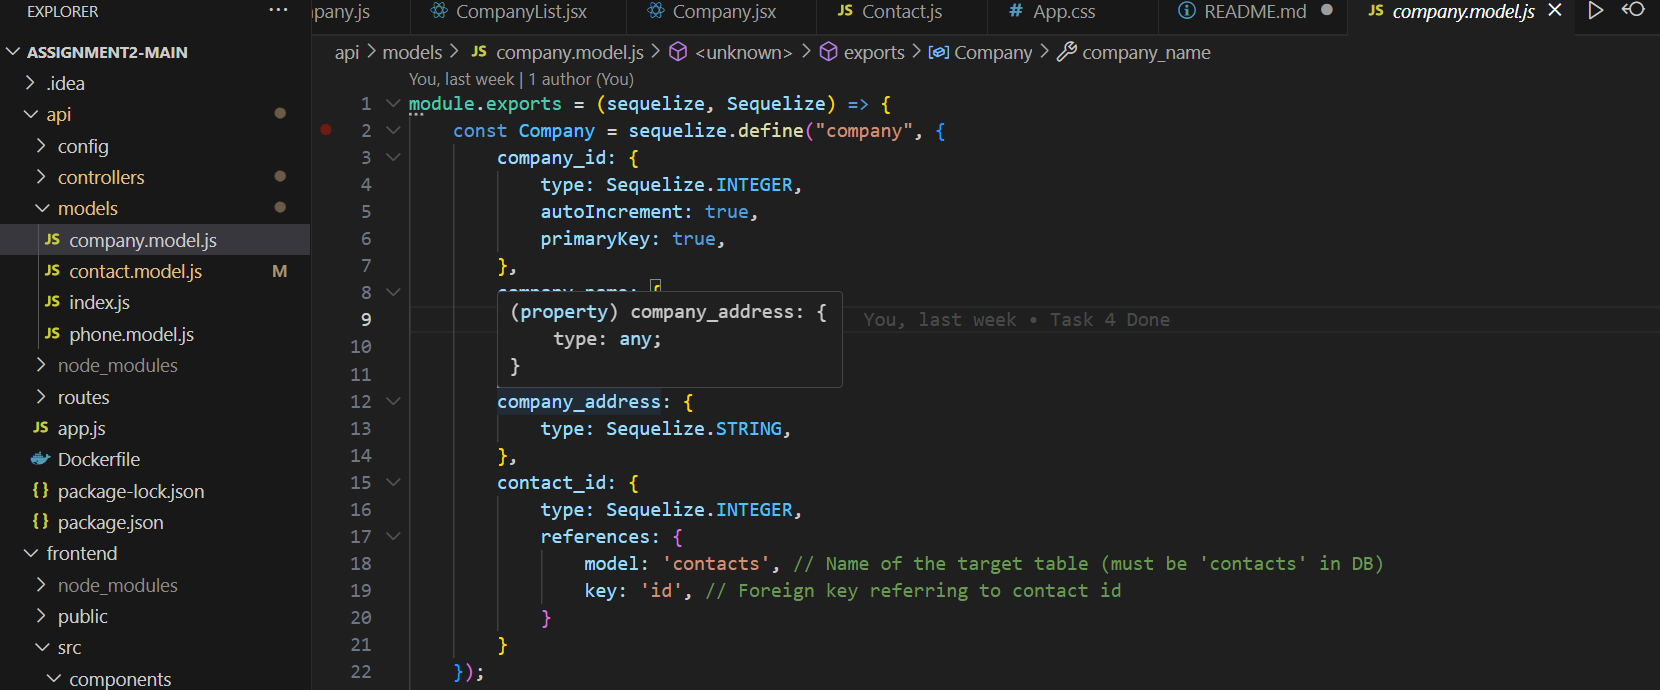 EXPLORER ...
ASSIGNMENT2-MAIN
.idea
api
config
controllers
models
JS company.model.js
JS contact.model.js M
JS index.js
JS phone.model.js
node_modules
routes
JS app.js
Dockerfile
{} package-lock.json
{} package.json
frontend
node_modules
public
src
components
pany.js CompanyList.jsx Company.jsx JS Contact.js # App.css README.md JS company.model.js
api > models > JS company.model.js > <unknown> > exports > Company > company_name
You, last week | 1 author (You)
1 module.exports = (sequelize, Sequelize) => {
2 const Company = sequelize.define("company", {
3 company_id: {
4 type: Sequelize.INTEGER,
5 autoIncrement: true,
6 primaryKey: true,
7 },
8 company_name: {
(property) company_address: {
9 You, last week • Task 4 Done
type: any;
10
}
11
12 company_address: {
13 type: Sequelize.STRING,
14 },
15 contact_id: {
16 type: Sequelize.INTEGER,
17 references: {
18 model: 'contacts', // Name of the target table (must be 'contacts' in DB)
19 key: 'id', // Foreign key referring to contact id
20 }
21 }
22 });